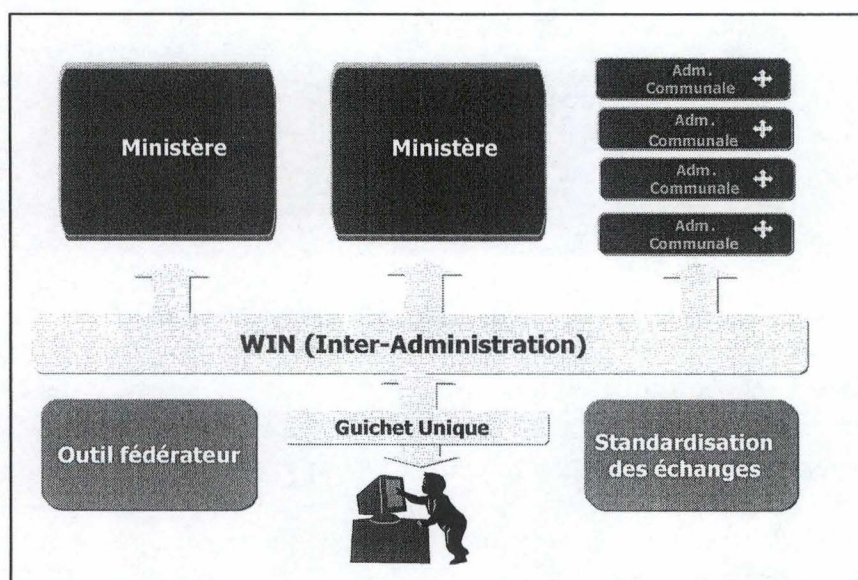 Ministère
Ministère
Adm.
Communale
Adm.
Communale
Adm.
Communale
Adm.
Communale
WIN (Inter-Administration)
Outil fédérateur
Guichet Unique
Standardisation
des échanges